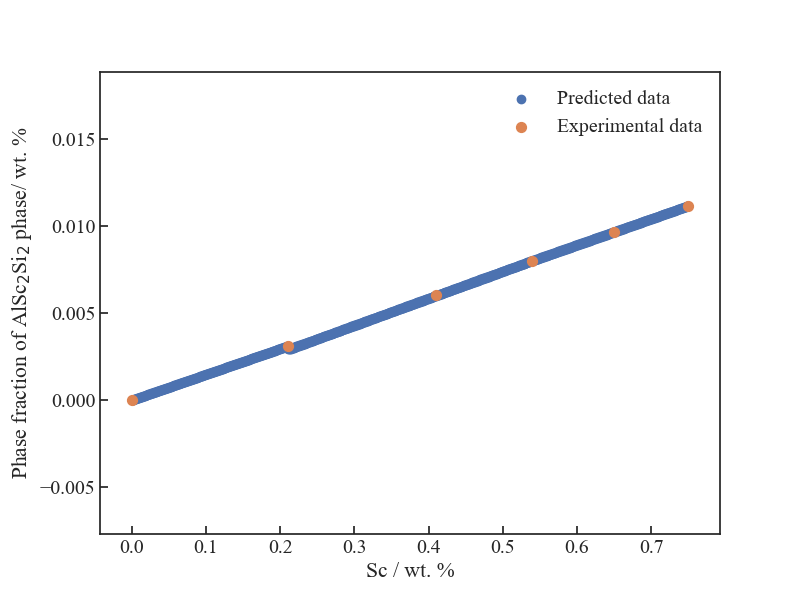 Predicted data
Experimental data
0.015
0.010
0.005
0.000
−0.005
Phase fraction of AlSc2Si2 phase/ wt. %
0.0 0.1 0.2 0.3 0.4 0.5 0.6 0.7
Sc / wt. %